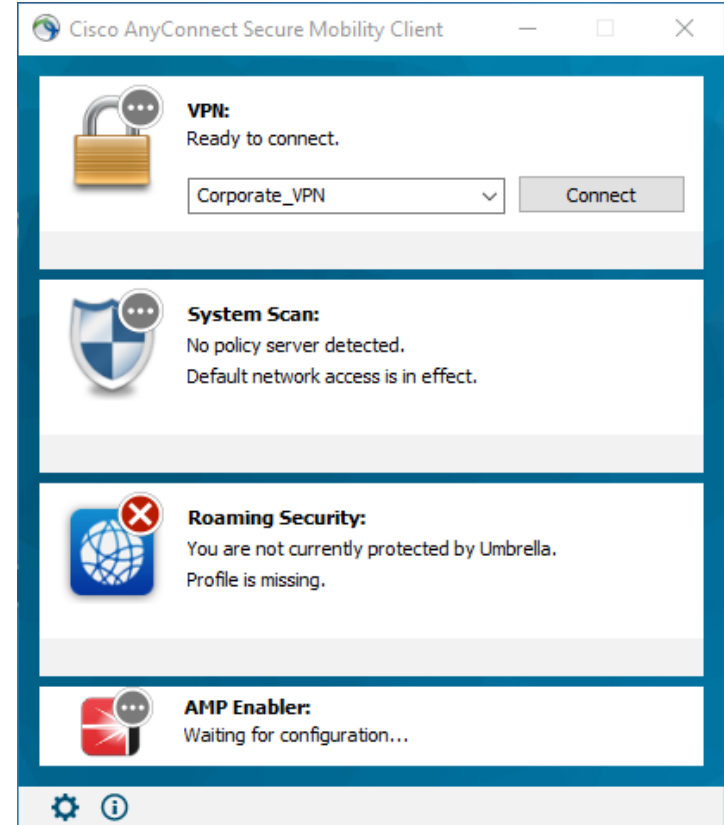 Cisco AnyConnect Secure Mobility Client
VPN:
Ready to connect.
Corporate_VPN
Connect
System Scan:
No policy server detected.
Default network access is in effect.
Roaming Security:
You are not currently protected by Umbrella.
Profile is missing.
AMP Enabler:
Waiting for configuration...